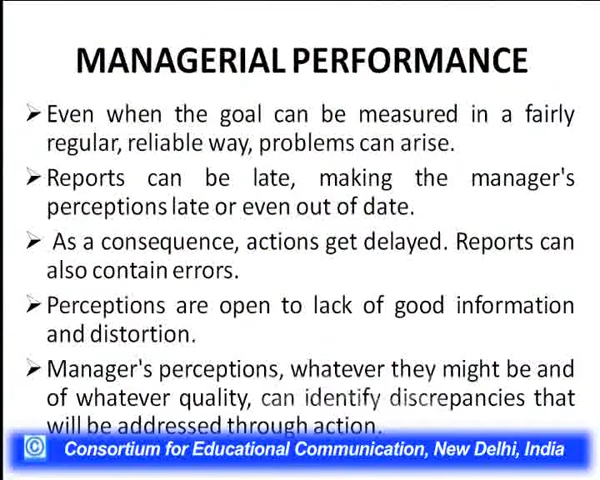 MANAGERIAL PERFORMANCE
Even when the goal can be measured in a fairly
regular, reliable way, problems can arise.
Reports can be late, making the manager's
perceptions late or even out of date.
As a consequence, actions get delayed. Reports can
also contain errors.
Perceptions are open to lack of good information
and distortion.
Manager's perceptions, whatever they might be and
of whatever quality, can identify discrepancies that
will be addressed through action.
© Consortium for Educational Communication, New Delhi, India